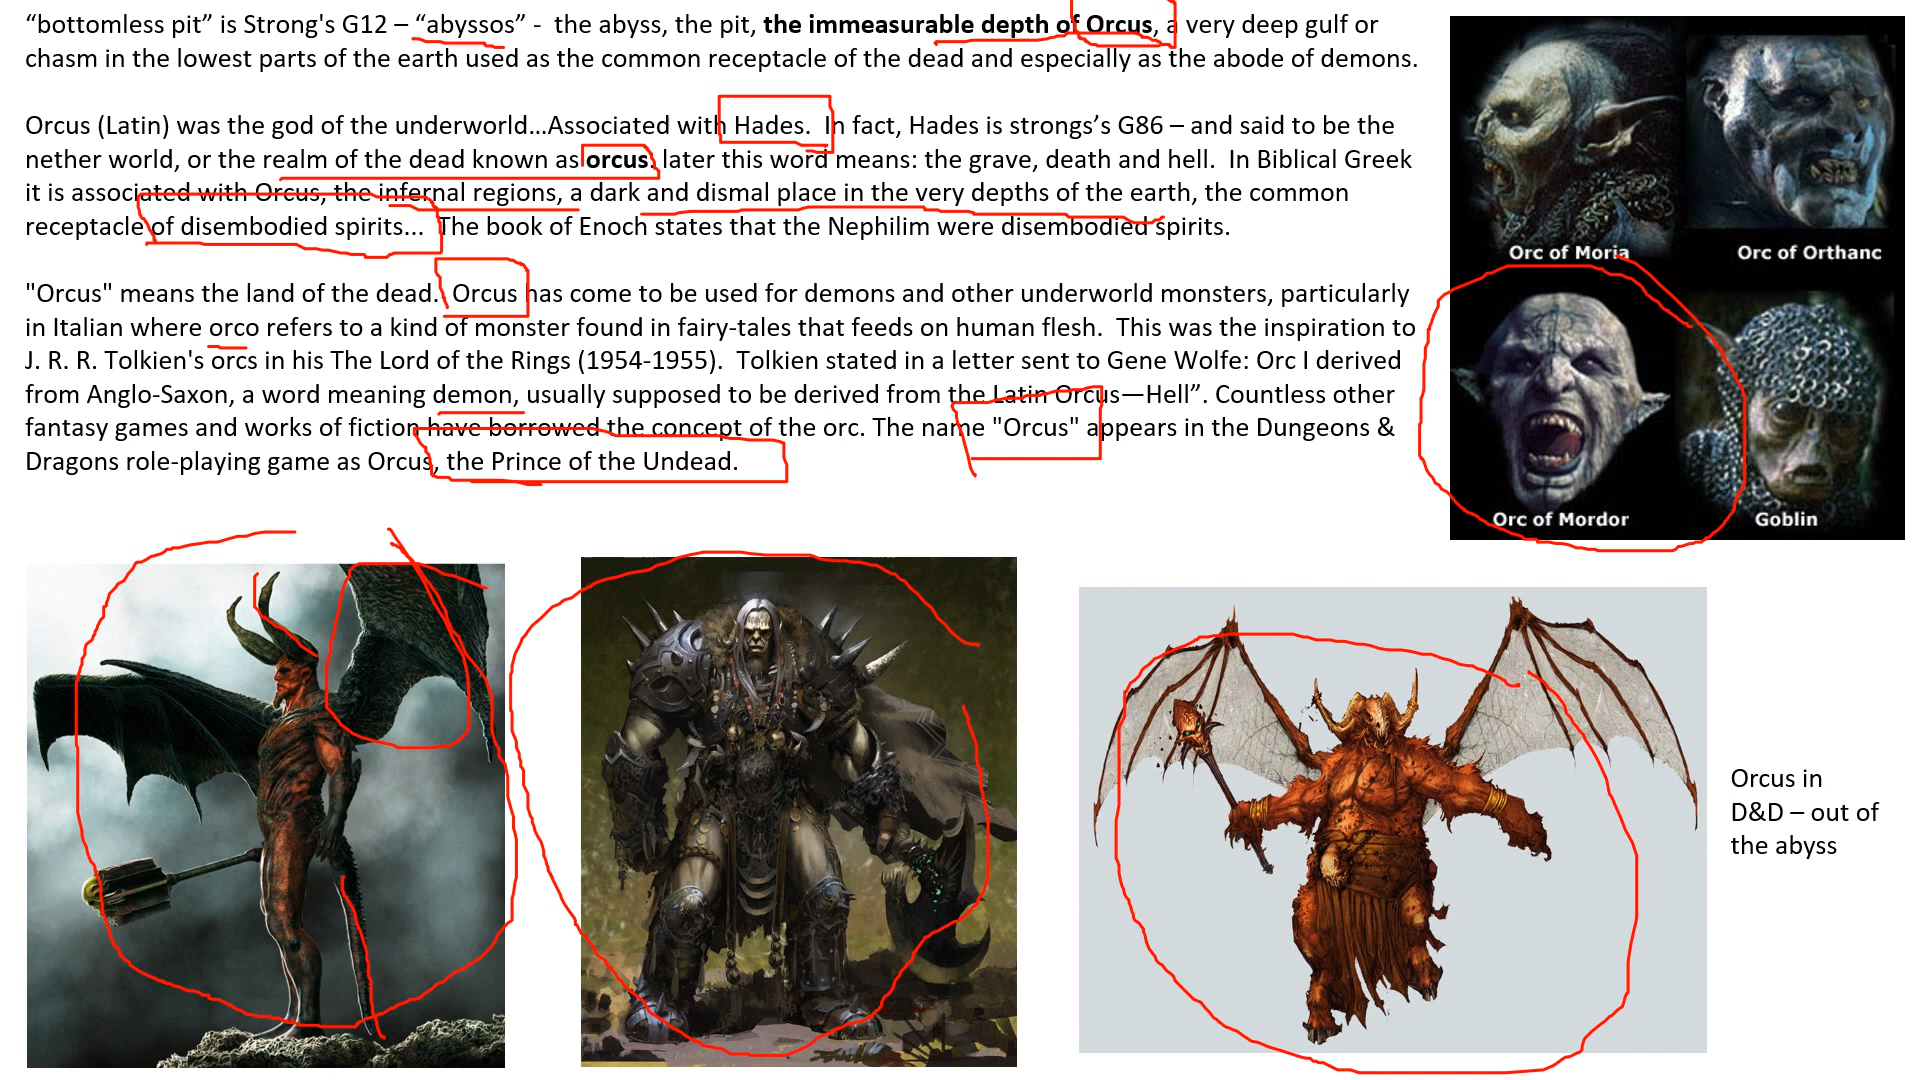 “bottomless pit” is Strong's G12 – “abyssos” -  the abyss, the pit, the immeasurable depth of Orcus, a very deep gulf or
chasm in the lowest parts of the earth used as the common receptacle of the dead and especially as the abode of demons.
Orcus (Latin) was the god of the underworld…Associated with Hades.  In fact, Hades is strongs’s G86 – and said to be the
nether world, or the realm of the dead known as orcus, later this word means: the grave, death and hell.  In Biblical Greek
it is associated with Orcus, the infernal regions, a dark and dismal place in the very depths of the earth, the common
receptacle of disembodied spirits…  The book of Enoch states that the Nephilim were disembodied spirits.
"Orcus" means the land of the dead.  Orcus has come to be used for demons and other underworld monsters, particularly
in Italian where orco refers to a kind of monster found in fairy-tales that feeds on human flesh.  This was the inspiration to
J. R. R. Tolkien's orcs in his The Lord of the Rings (1954-1955).  Tolkien stated in a letter sent to Gene Wolfe: Orc I derived
from Anglo-Saxon, a word meaning demon, usually supposed to be derived from the Latin Orcus—Hell”. Countless other
fantasy games and works of fiction have borrowed the concept of the orc. The name "Orcus" appears in the Dungeons &
Dragons role-playing game as Orcus, the Prince of the Undead.
Orc of Moria
Orc of Orthanc
Orc of Mordor
Goblin
Orcus in
D&D – out of
the abyss